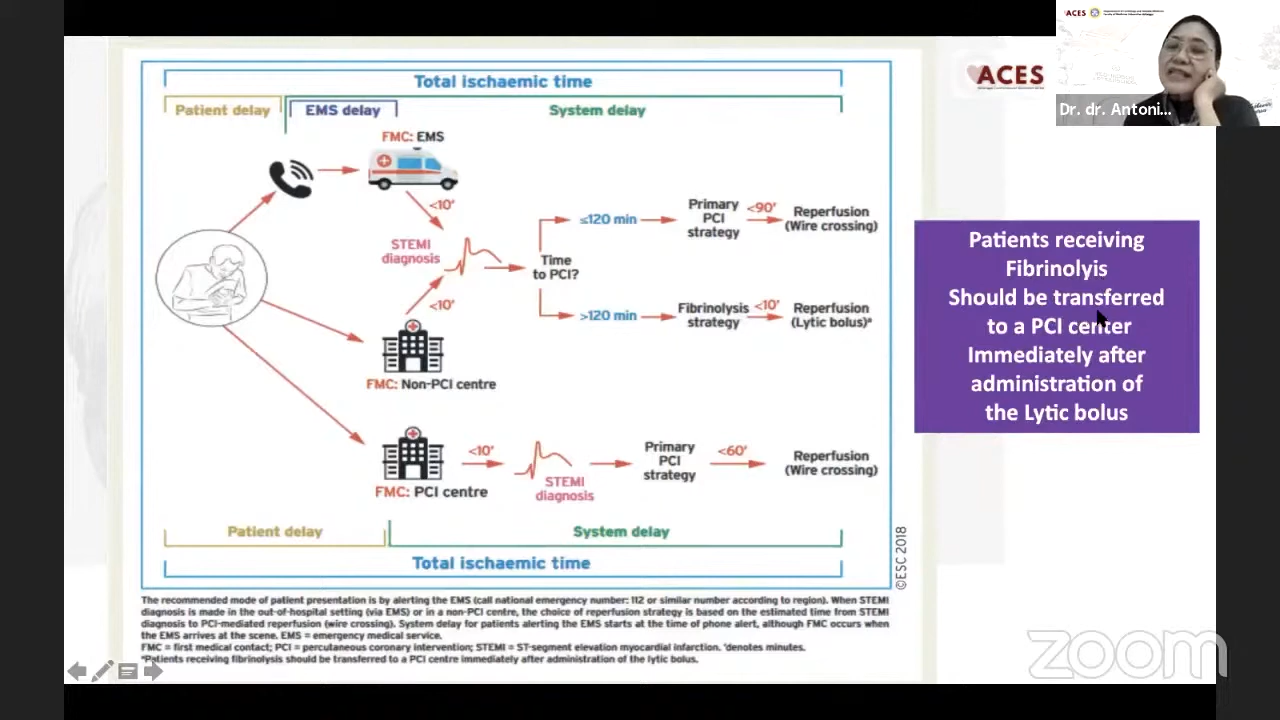 Total ischaemic time
Patient delay
EMS delay
System delay
FMC: EMS
<10'
STEMI
diagnosis
<10'
Time
to PCI?
≤120 min
Primary
PCI
strategy
<90'
Reperfusion
(Wire crossing)
>120 min
Fibrinolysis
strategy
<10'
Reperfusion
(Lytic bolus)ª
FMC: Non-PCI centre
FMC: PCI centre
<10'
STEMI
diagnosis
Primary
PCI
strategy
<60'
Reperfusion
(Wire crossing)
Patient delay
System delay
Total ischaemic time
©ESC 2018
The recommended mode of patient presentation is by alerting the EMS (call national emergency number: 112 or similar number according to region). When STEMI
diagnosis is made in the out-of-hospital setting (via EMS) or in a non-PCI centre, the choice of reperfusion strategy is based on the estimated time from STEMI
diagnosis to PCI-mediated reperfusion (wire crossing). System delay for patients alerting the EMS starts at the time of phone alert, although FMC occurs when
the EMS arrives at the scene. EMS = emergency medical service.
FMC = first medical contact; PCI = percutaneous coronary intervention; STEMI = ST-segment elevation myocardial infarction. 'denotes minutes.
ªPatients receiving fibrinolysis should be transferred to a PCI centre immediately after administration of the lytic bolus.
ACES
Patients receiving
Fibrinolyis
Should be transferred
to a PCI center
Immediately after
administration of
the Lytic bolus
ACES
Dr. dr. Antoni...
zoom